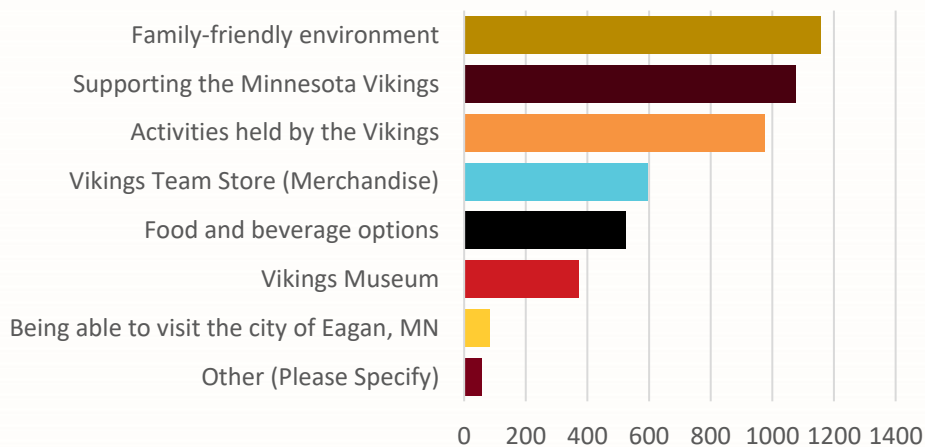 Family-friendly environment
Supporting the Minnesota Vikings
Activities held by the Vikings
Vikings Team Store (Merchandise)
Food and beverage options
Vikings Museum
Being able to visit the city of Eagan, MN
Other (Please Specify)
0 200 400 600 800 1000 1200 1400